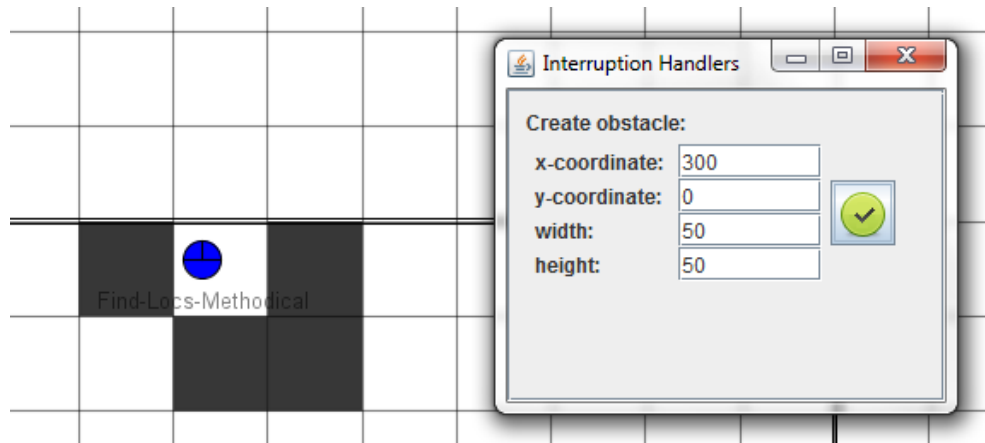 Interruption Handlers
Create obstacle:
x-coordinate: 300
y-coordinate: 0
width: 50
height: 50
Find-Locs-Methodical